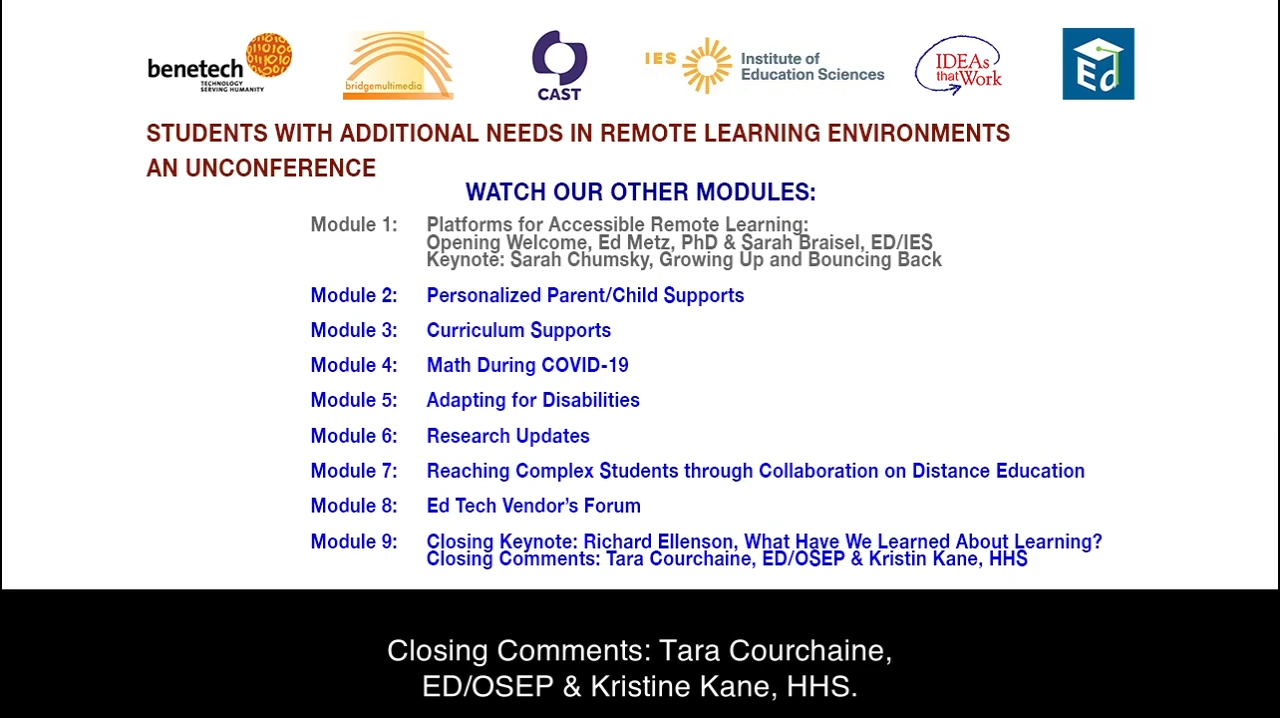 benetech
TECHNOLOGY
SERVING HUMANITY
bridgemultimedia
CAST
IES
Institute of
Education Sciences
IDEAs
that Work
Ed
STUDENTS WITH ADDITIONAL NEEDS IN REMOTE LEARNING ENVIRONMENTS
AN UNCONFERENCE
WATCH OUR OTHER MODULES:
Module 1: Platforms for Accessible Remote Learning:
Opening Welcome, Ed Metz, PhD & Sarah Braisel, ED/IES
Keynote: Sarah Chumsky, Growing Up and Bouncing Back
Module 2: Personalized Parent/Child Supports
Module 3: Curriculum Supports
Module 4: Math During COVID-19
Module 5: Adapting for Disabilities
Module 6: Research Updates
Module 7: Reaching Complex Students through Collaboration on Distance Education
Module 8: Ed Tech Vendor’s Forum
Module 9: Closing Keynote: Richard Ellenson, What Have We Learned About Learning?
Closing Comments: Tara Courchaine, ED/OSEP & Kristin Kane, HHS
Closing Comments: Tara Courchaine,
ED/OSEP & Kristine Kane, HHS.